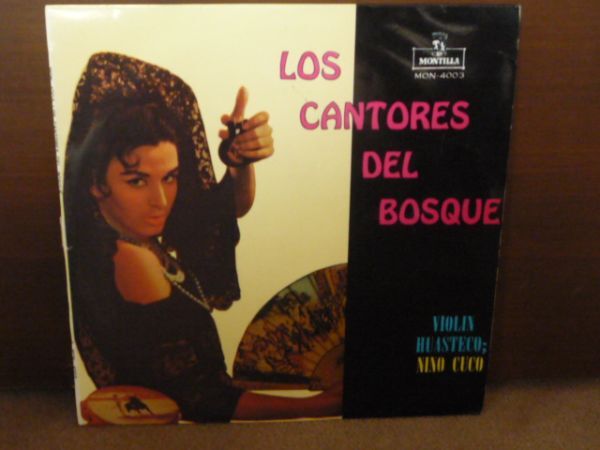 MONTILLA
MON-4003
LOS
CANTORES
DEL
BOSQUE
VIOLIN
HUASTECO;
NINO CUCO